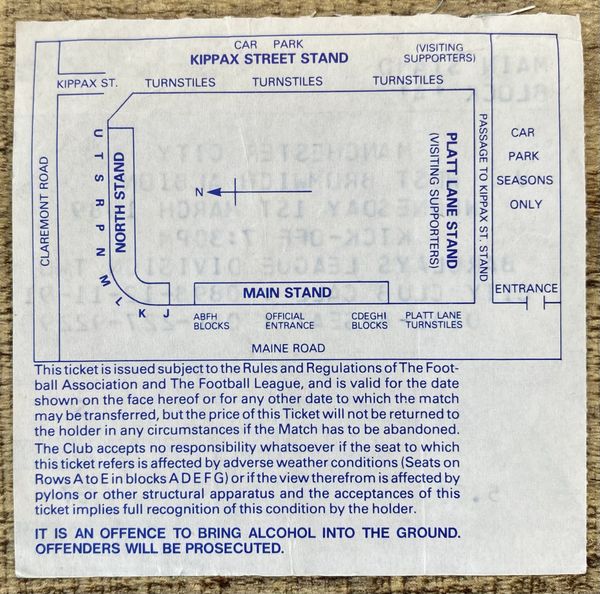 CAR PARK
KIPPAX STREET STAND
(VISITING
SUPPORTERS)
KIPPAX ST.
TURNSTILES
TURNSTILES
TURNSTILES
CLAREMONT ROAD
U T S R P N M L K J
NORTH STAND
N
PLATT LANE STAND
(VISITING SUPPORTERS)
PASSAGE TO KIPPAX ST. STAND
CAR
PARK
SEASONS
ONLY
ENTRANCE
MAIN STAND
ABFH
BLOCKS
OFFICIAL
ENTRANCE
CDEGHI
BLOCKS
PLATT LANE
TURNSTILES
MAINE ROAD
This ticket is issued subject to the Rules and Regulations of The Foot-
ball Association and The Football League, and is valid for the date
shown on the face hereof or for any other date to which the match
may be transferred, but the price of this Ticket will not be returned to
the holder in any circumstances if the Match has to be abandoned.
The Club accepts no responsibility whatsoever if the seat to which
this ticket refers is affected by adverse weather conditions (Seats on
Rows A to E in blocks A D E F G) or if the view therefrom is affected by
pylons or other structural apparatus and the acceptances of this
ticket implies full recognition of this condition by the holder.
IT IS AN OFFENCE TO BRING ALCOHOL INTO THE GROUND.
OFFENDERS WILL BE PROSECUTED.